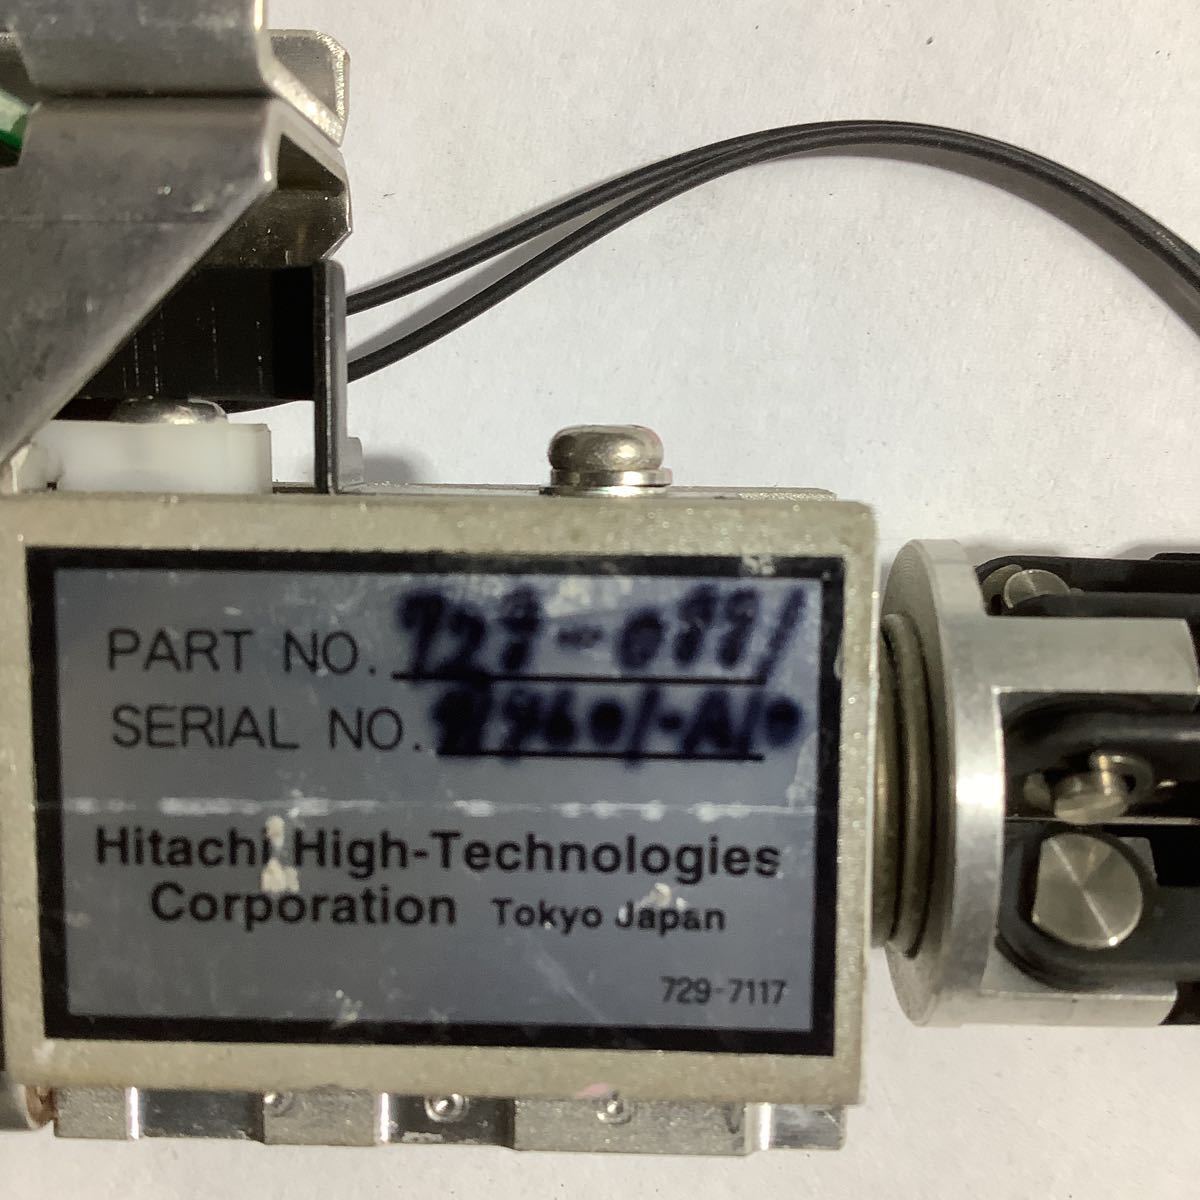 PART NO.
SERIAL NO.
Hitachi High-Technologies
Corporation Tokyo Japan
729-7117